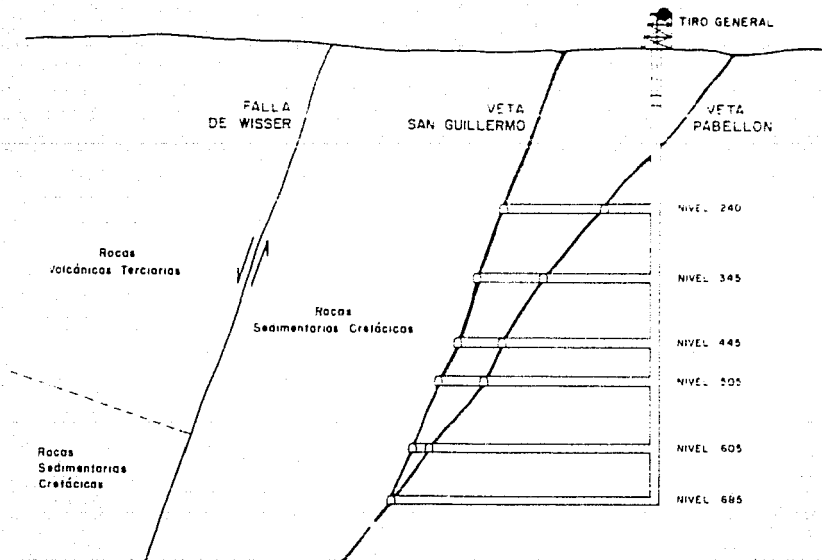 TIRO GENERAL
FALLA
DE WISSER
VETA
SAN GUILLERMO
VETA
PABELLON
NIVEL 240
Rocas
Volcánicas Terciarias
NIVEL 345
Rocas
Sedimentarias Cretácicas
NIVEL 445
NIVEL 505
NIVEL 605
Rocas
Sedimentarias
Cretácicas
NIVEL 685